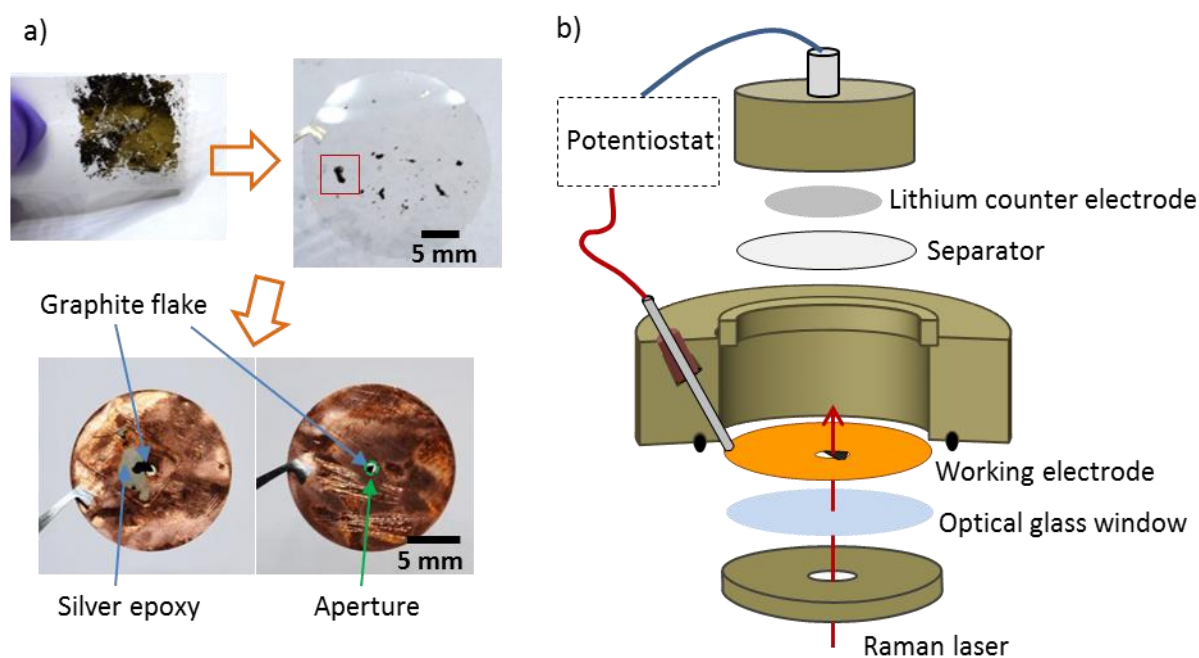 a)
5 mm
Graphite flake
5 mm
Silver epoxy
Aperture
b)
Potentiostat
Lithium counter electrode
Separator
Working electrode
Optical glass window
Raman laser